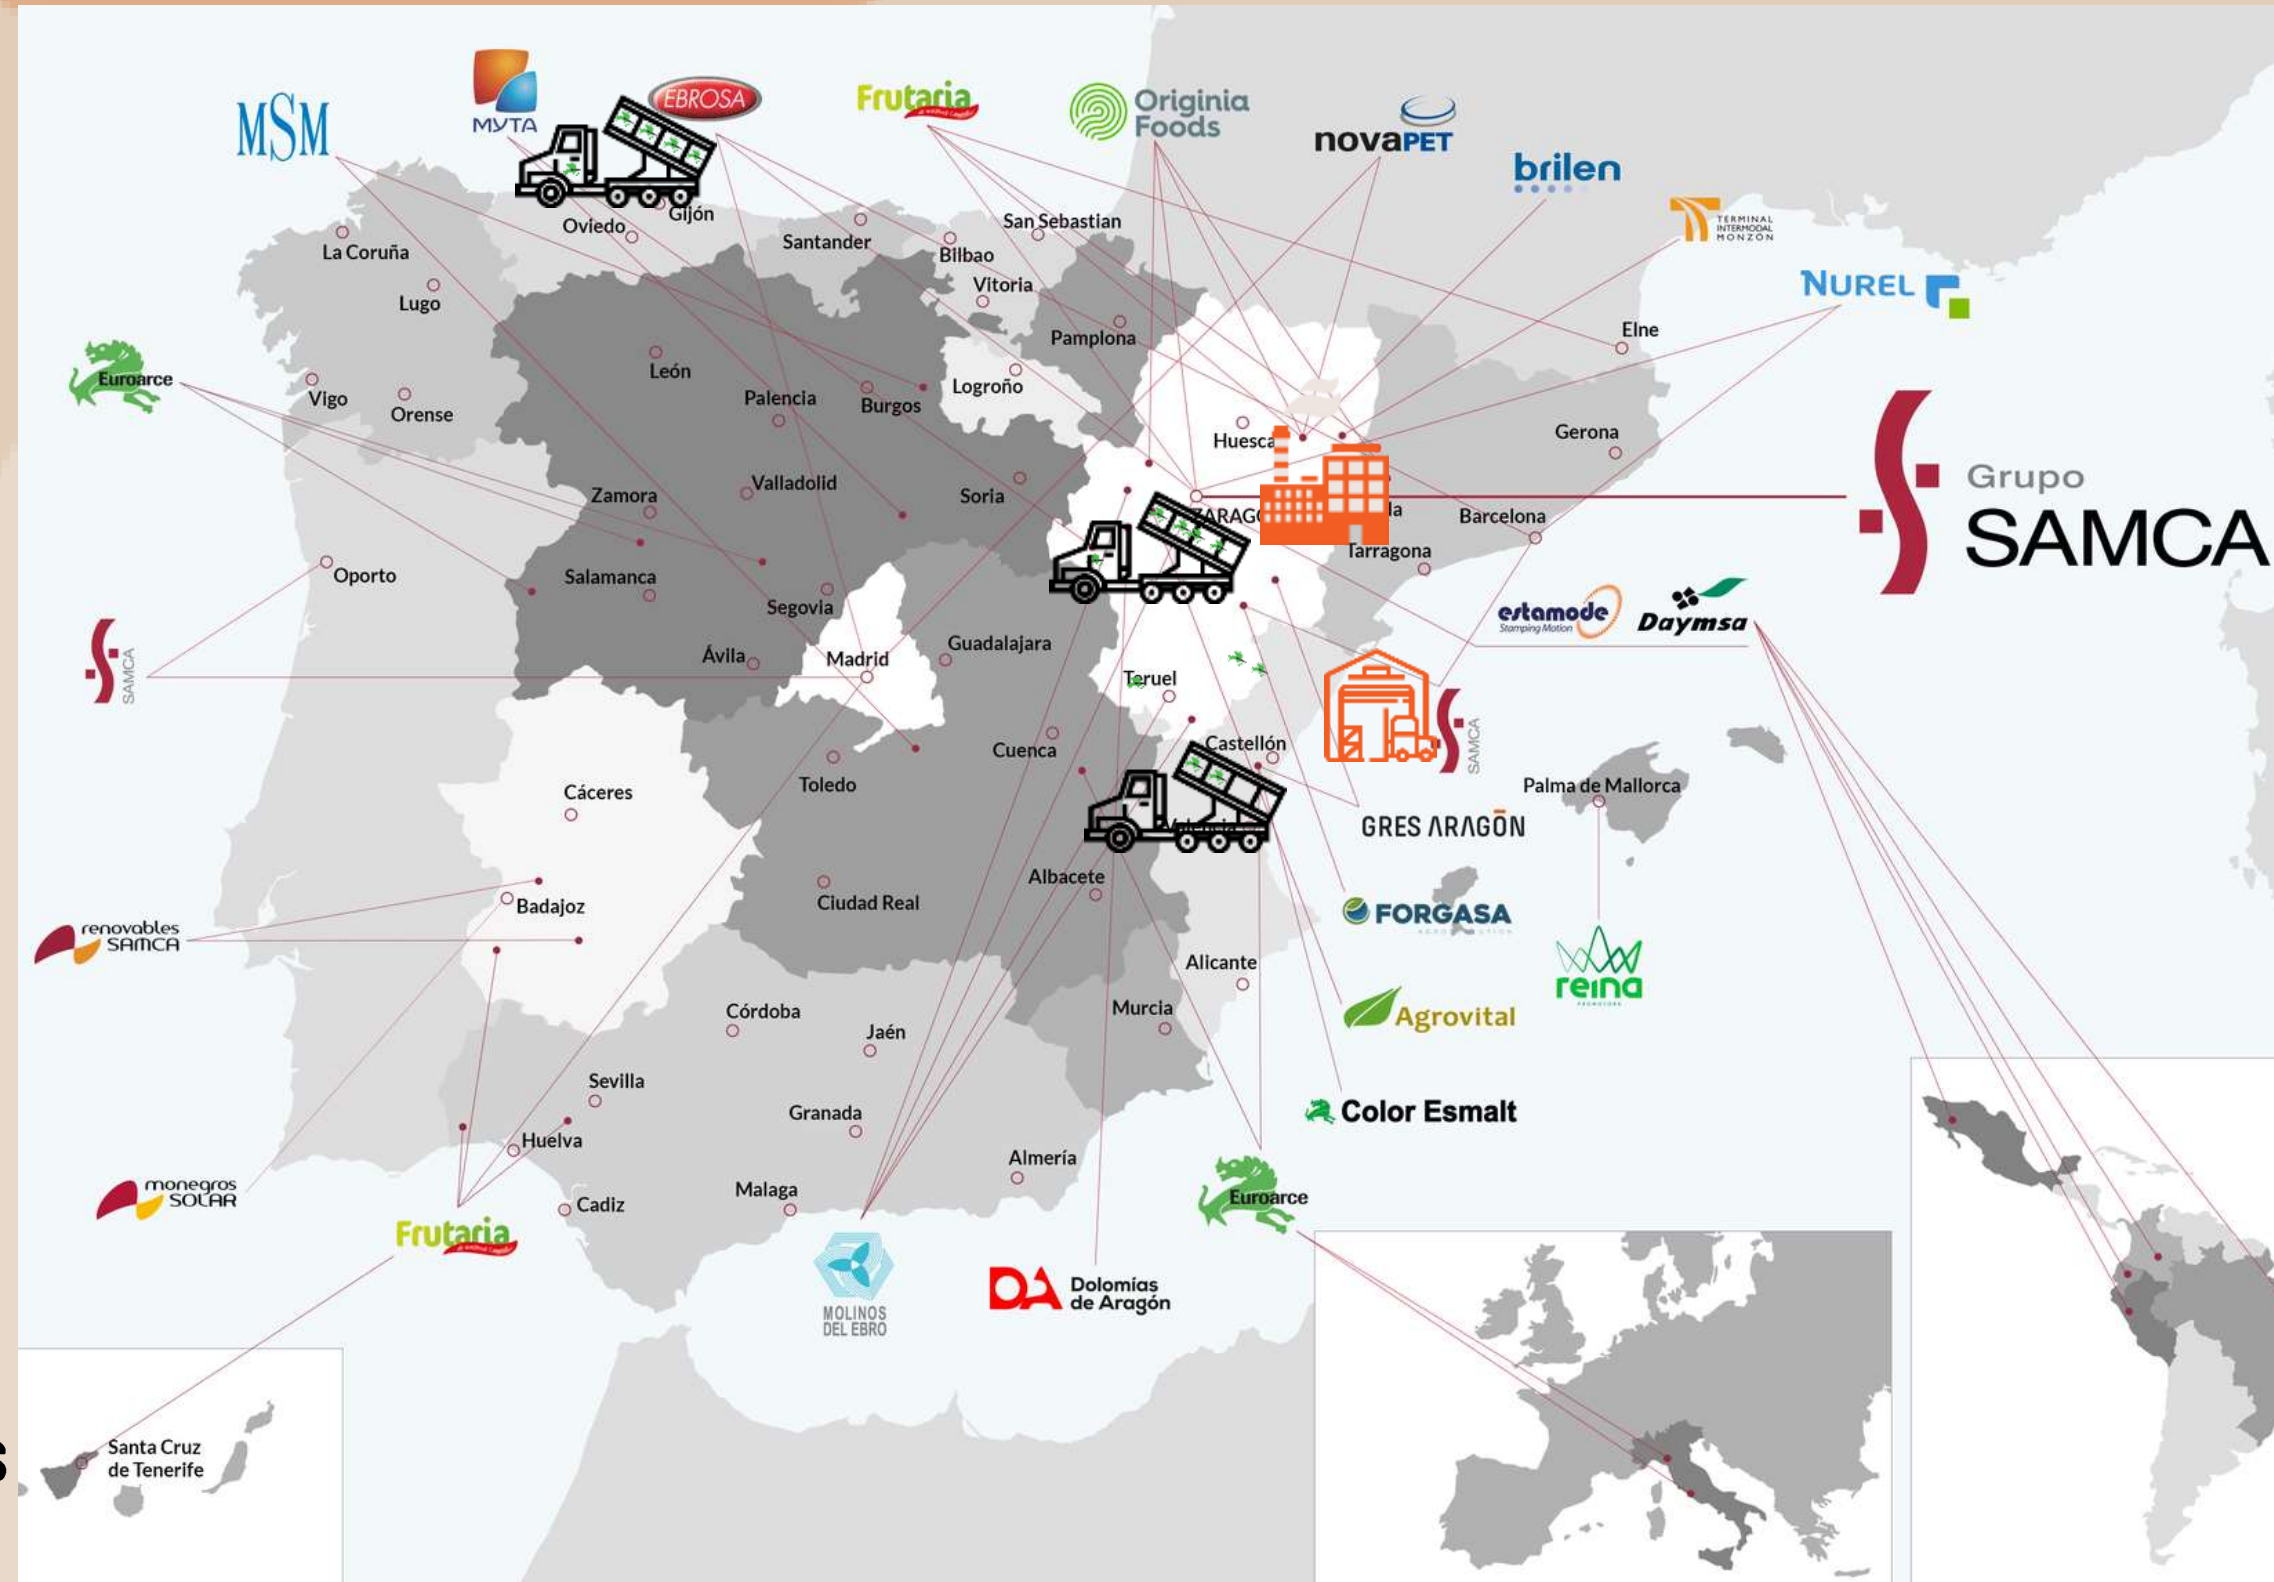 MSM
MYTA
EBROSA
Frutaria
Originia
Foods
novaPET
brilen
TERMINAL
INTERMODAL
MONZÓN
NUREL
Gijón
Oviedo
Santander
San Sebastian
Bilbao
La Coruña
Vitoria
Lugo
Pamplona
Elne
Euroarce
León
Logroño
Vigo
Palencia
Burgos
Orense
Huesca
Gerona
Grupo
SAMCA
Valladolid
Zamora
Soria
ZARAG
la
Barcelona
Tarragona
Oporto
Salamanca
Segovia
estamode
Stamping Motion
Daymsa
Guadalajara
Ávila
Madrid
SAMCA
Teruel
Cuenca
Castellón
SAMCA
Toledo
Palma de Mallorca
Cáceres
Valencia
GRES ARAGÓN
Albacete
Ciudad Real
Badajoz
FORGASA
renovables
SAMCA
Alicante
reina
Córdoba
Murcia
Agrovital
Jaén
Sevilla
Granada
Color Esmalt
Huelva
Almería
monegros
SOLAR
Malaga
Cadiz
Euroarce
Frutaria
MOLINOS
DEL EBRO
DA Dolomías
de Aragón
Santa Cruz
de Tenerife
s